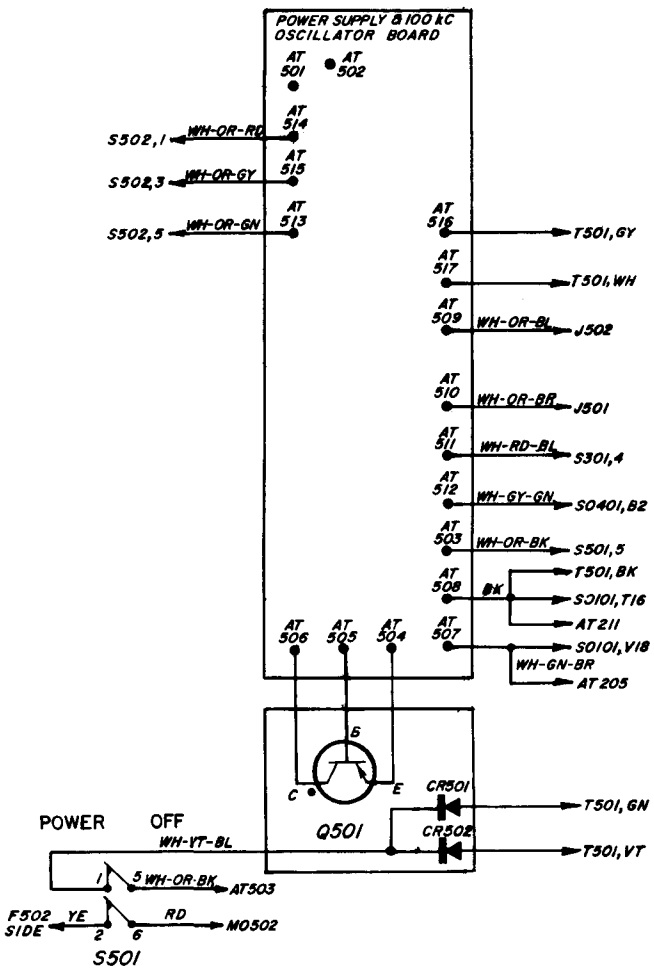 POWER SUPPLY & 100 KC
OSCILLATOR BOARD
AT
501
AT
502
AT
514
WH-OR-RD
S502,1
AT
515
WH-OR-GY
S502,3
AT
513
WH-OR-GN
S502,5
AT
516
T501,GY
AT
517
T501,WH
AT
509
WH-OR-BL
J502
AT
510
WH-OR-BR
J501
AT
511
WH-RD-BL
S301,4
AT
512
WH-GY-GN
SO401,B2
AT
503
WH-OR-BK
S501,5
T501,BK
AT
508
BK
SO101,T16
AT211
AT
506
AT
505
AT
504
AT
507
SO101,V18
WH-GN-BR
AT205
B
C
E
Q501
CR501
T501,GN
CR502
T501,VT
POWER OFF
WH-VT-BL
1
5
WH-OR-BK
AT503
F502
SIDE
YE
2
6
RD
MO502
S501